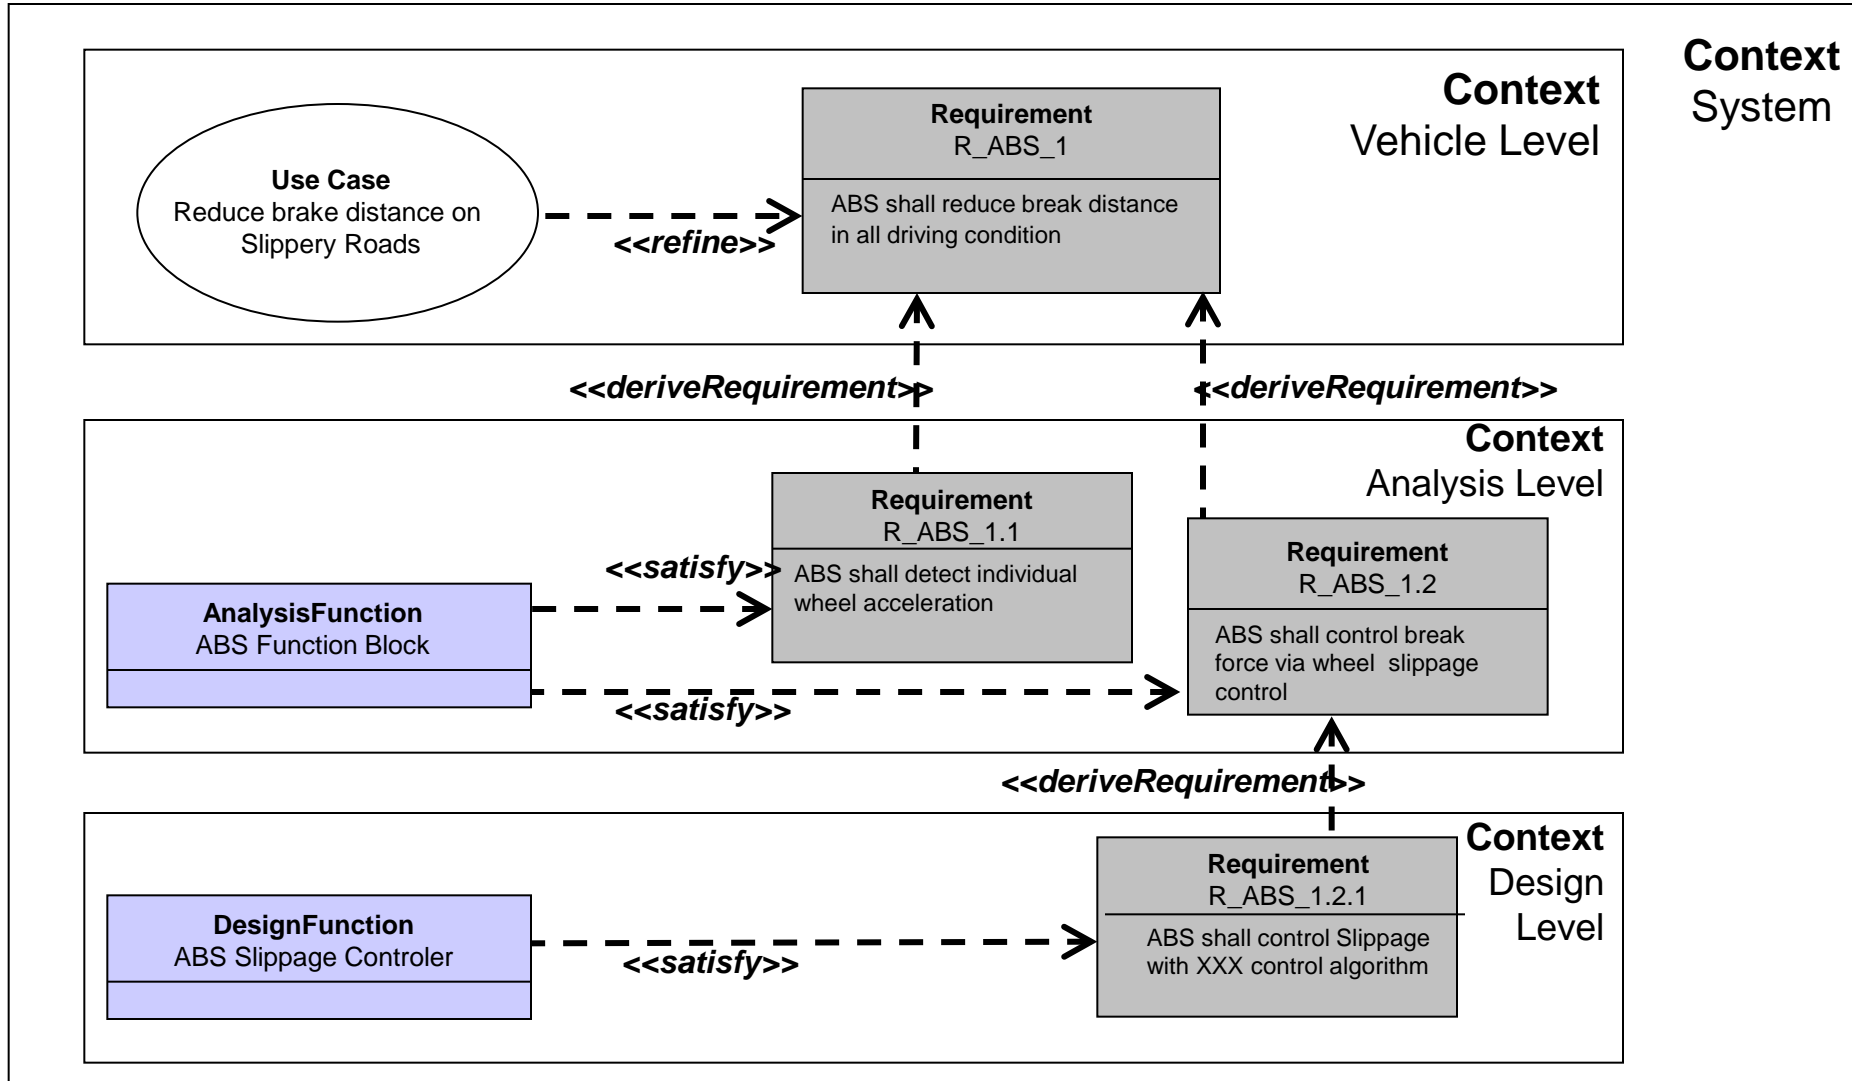 Context
System
Context
Vehicle Level
Requirement
R_ABS_1
ABS shall reduce break distance
in all driving condition
Use Case
Reduce brake distance on
Slippery Roads
<<refine>>
<<deriveRequirement>>
<<deriveRequirement>>
Context
Analysis Level
Requirement
R_ABS_1.1
ABS shall detect individual
wheel acceleration
Requirement
R_ABS_1.2
ABS shall control break
force via wheel slippage
control
<<satisfy>>
AnalysisFunction
ABS Function Block
<<satisfy>>
<<deriveRequirement>>
Context
Design
Level
Requirement
R_ABS_1.2.1
ABS shall control Slippage
with XXX control algorithm
DesignFunction
ABS Slippage Controler
<<satisfy>>